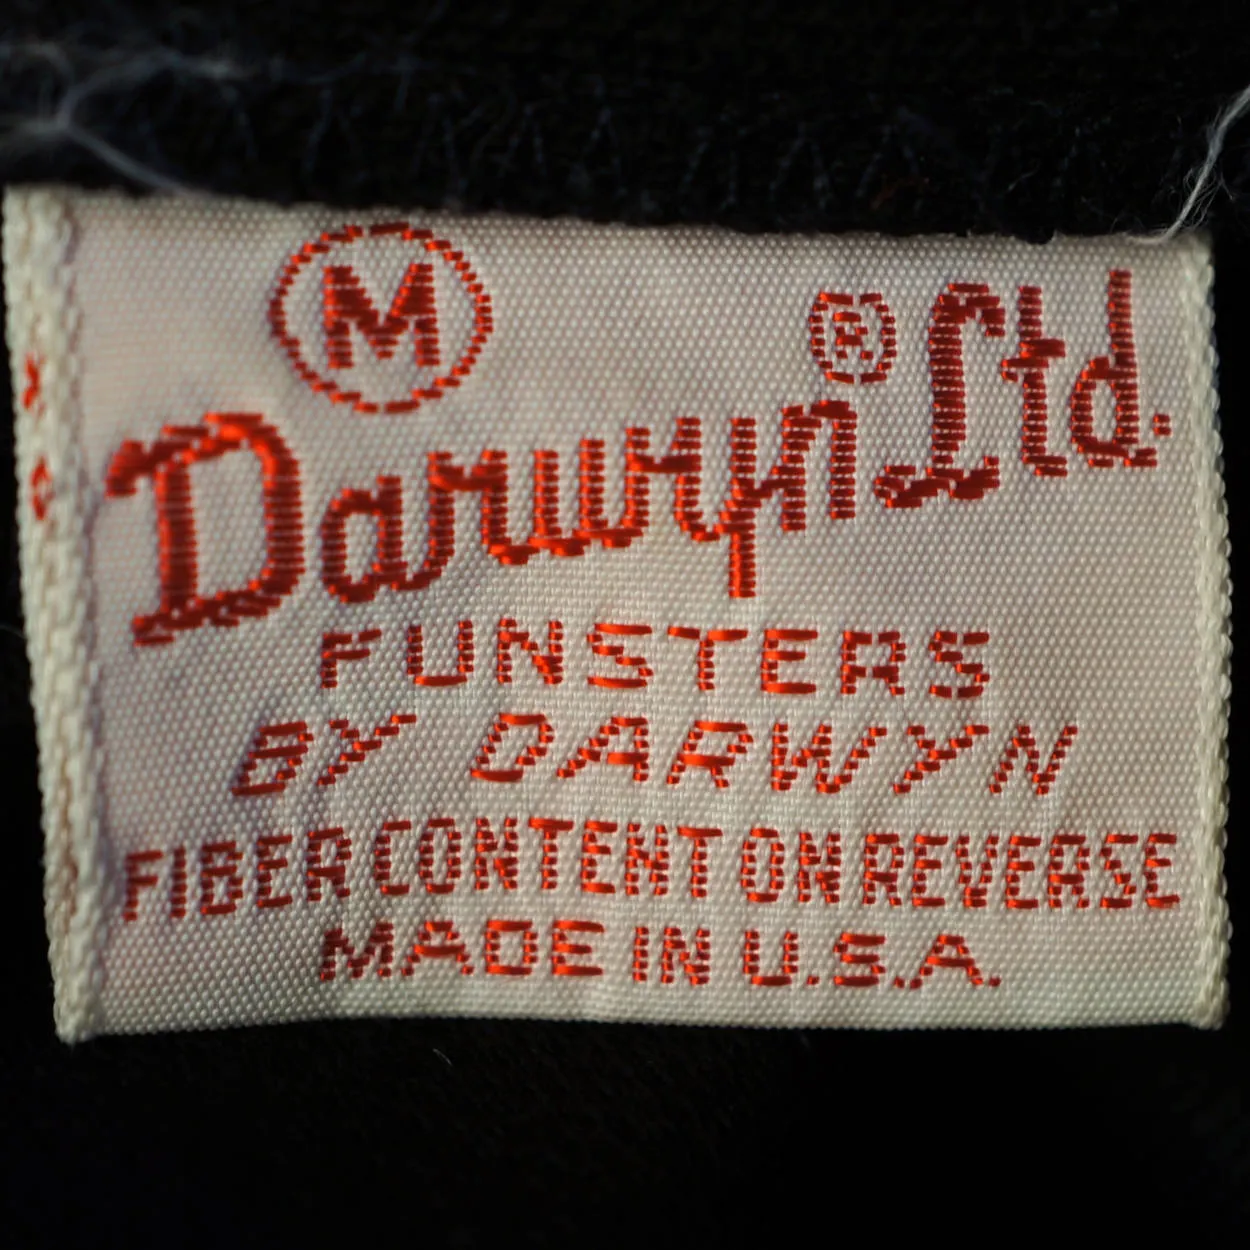 M
Darwyn ® Ltd.
FUNSTERS
BY DARWYN
FIBER CONTENT ON REVERSE
MADE IN U.S.A.